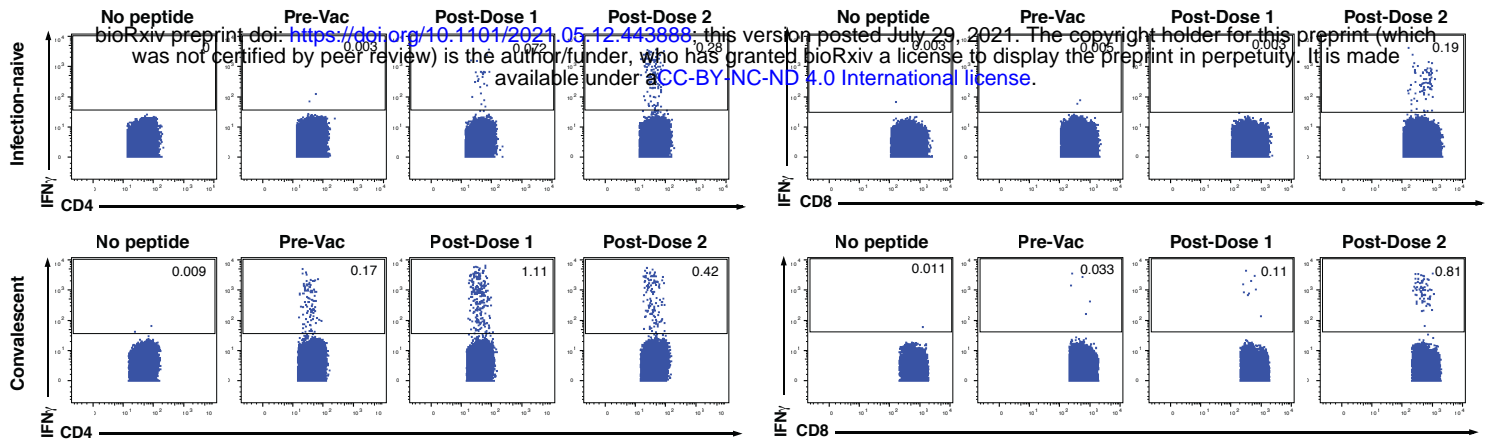 No peptide Pre-Vac Post-Dose 1 Post-Dose 2 No peptide Pre-Vac Post-Dose 1 Post-Dose 2
bioRxiv preprint doi: https://doi.org/10.1101/2021.05.12.443888; this version posted July 29, 2021. The copyright holder for this preprint (which
was not certified by peer review) is the author/funder, who has granted bioRxiv a license to display the preprint in perpetuity. It is made
available under aCC-BY-NC-ND 4.0 International license.
0 0.003 0.072 0.28 0.003 0.005 0.003 0.19
Infection-naive
IFNγ
CD4
IFNγ
CD8
No peptide Pre-Vac Post-Dose 1 Post-Dose 2 No peptide Pre-Vac Post-Dose 1 Post-Dose 2
0.009 0.17 1.11 0.42 0.011 0.033 0.11 0.81
Convalescent
IFNγ
CD4
IFNγ
CD8